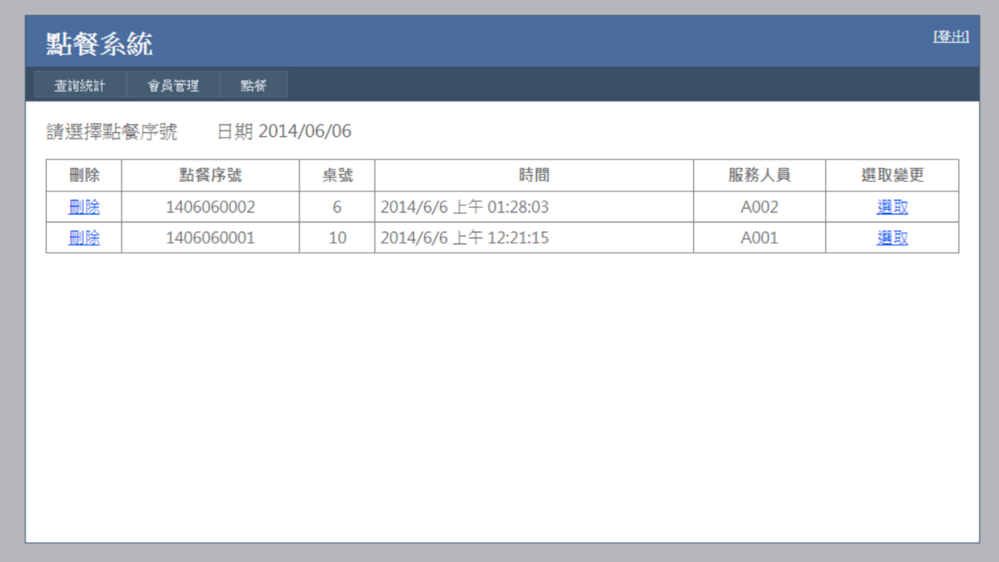 點餐系統 [登出]
查詢統計 會員管理 點餐
請選擇點餐序號 日期 2014/06/06
刪除 點餐序號 桌號 時間 服務人員 選取變更
刪除 1406060002 6 2014/6/6 上午 01:28:03 A002 選取
刪除 1406060001 10 2014/6/6 上午 12:21:15 A001 選取